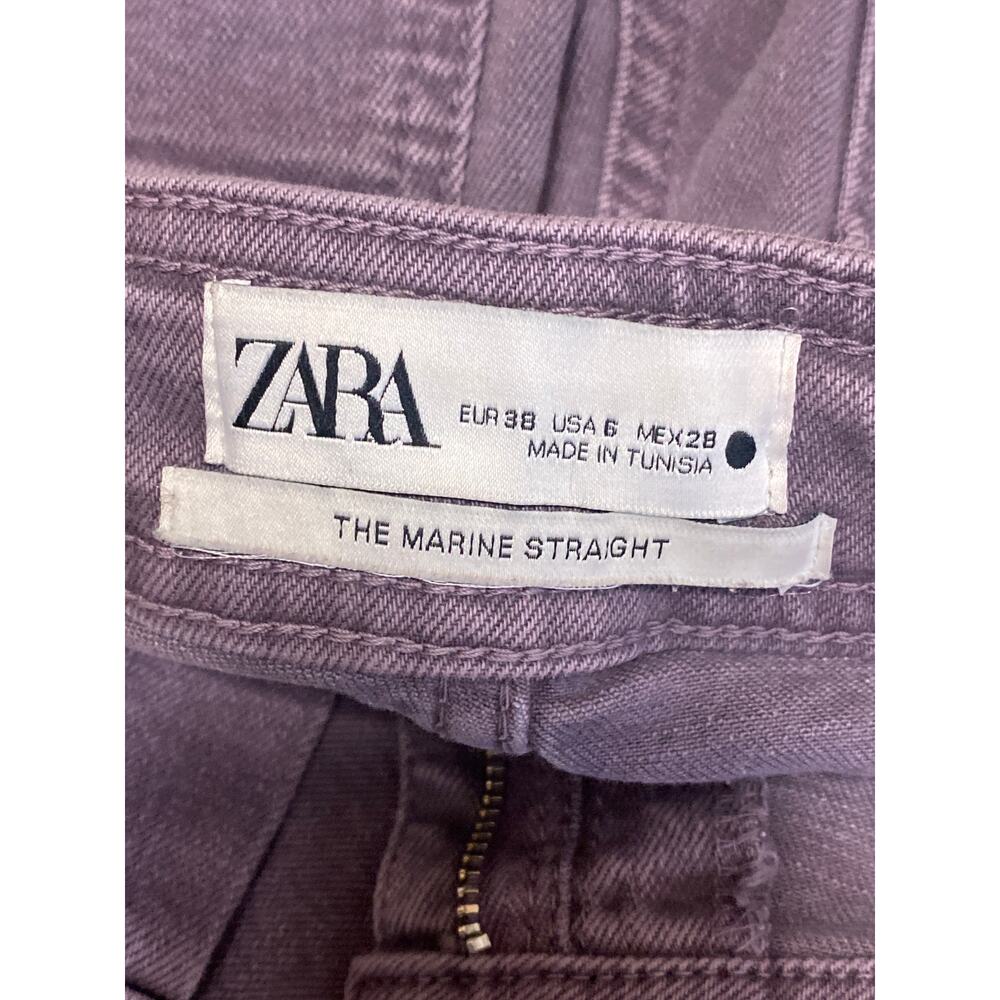 ZARA
EUR 38 USA 6 MEX 28
MADE IN TUNISIA
THE MARINE STRAIGHT